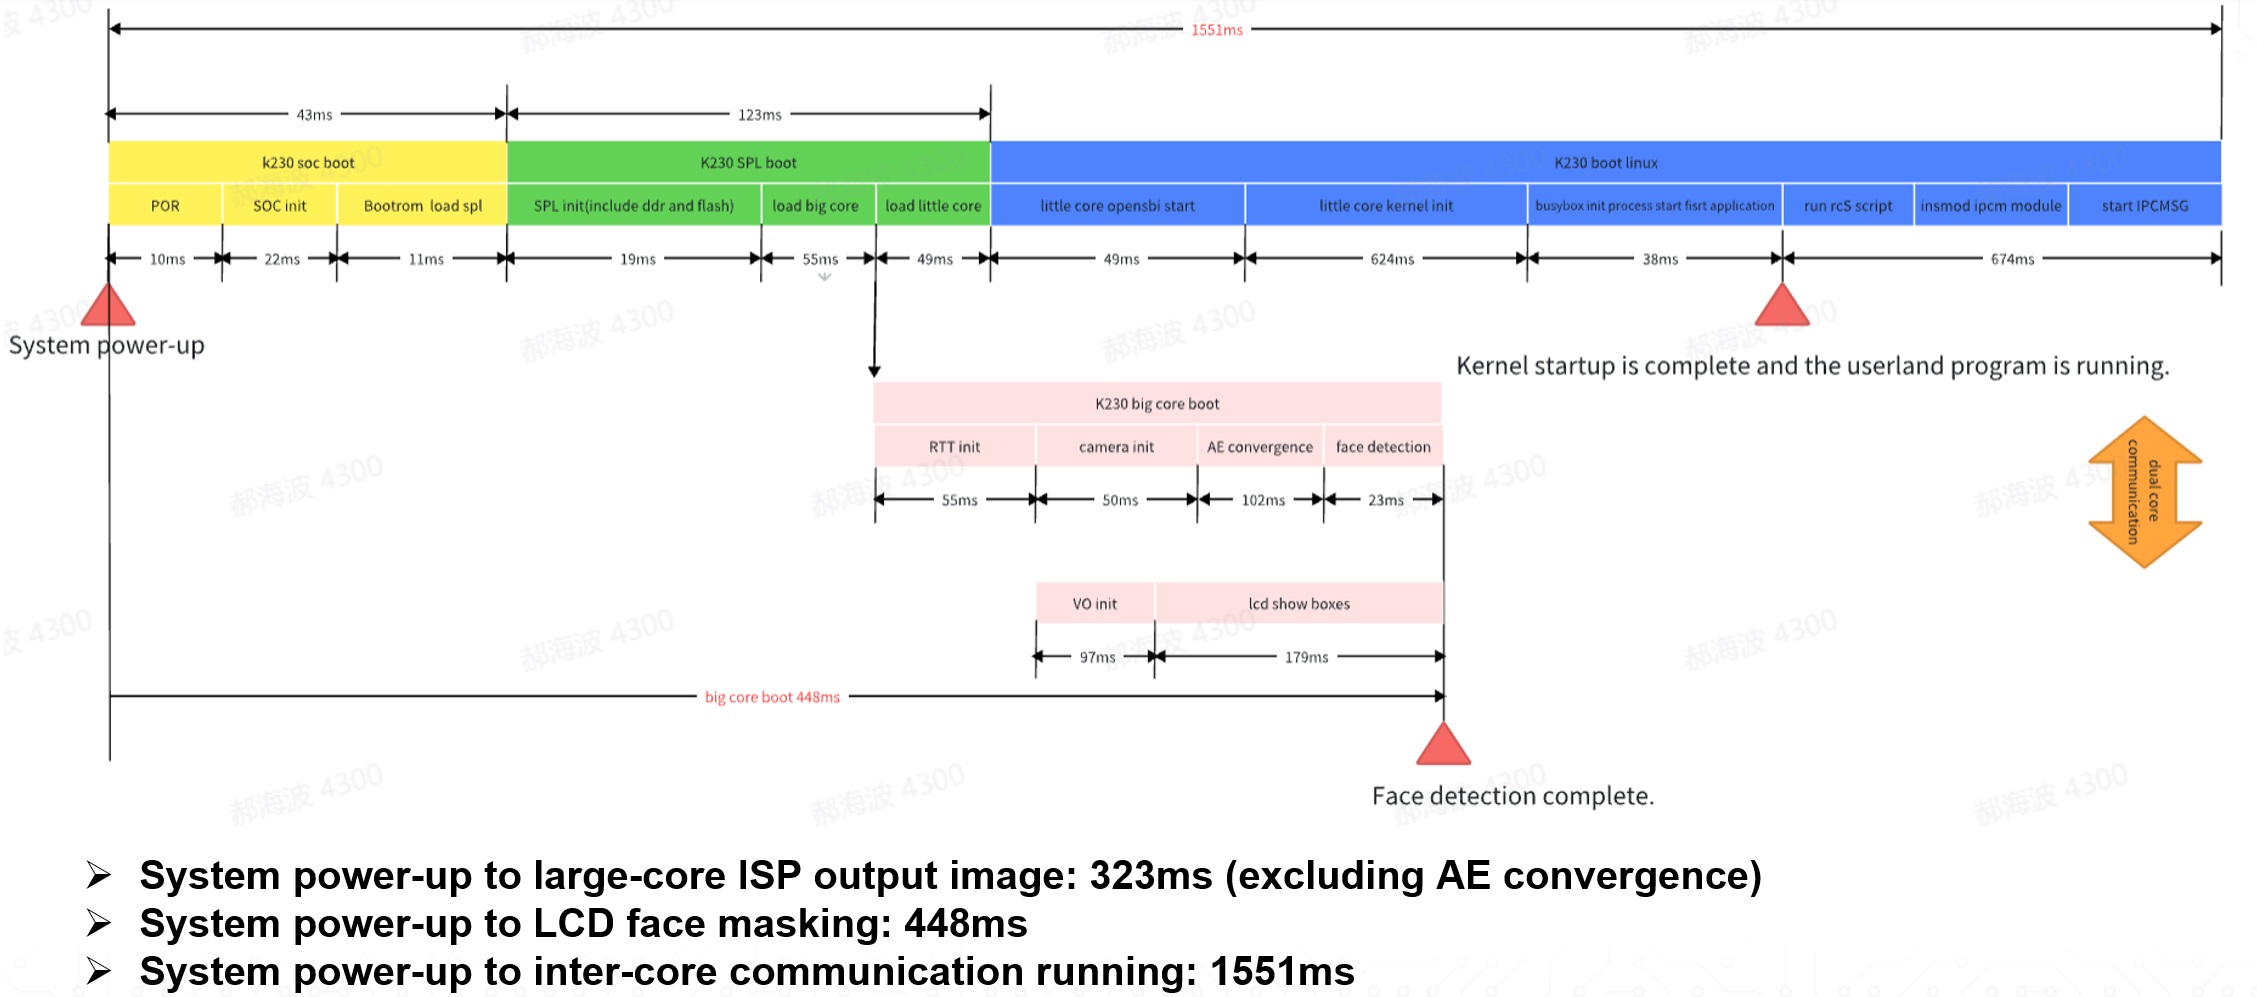 1551ms
43ms
123ms
k230 soc boot
K230 SPL boot
K230 boot linux
POR
SOC init
Bootrom load spl
SPL init(include ddr and flash)
load big core
load little core
little core opensbi start
little core kernel init
busybox init process start fisrt application
run rcS script
insmod ipcm module
start IPCMSG
10ms
22ms
11ms
19ms
55ms
49ms
49ms
624ms
38ms
674ms
System power-up
Kernel startup is complete and the userland program is running.
K230 big core boot
RTT init
camera init
AE convergence
face detection
55ms
50ms
102ms
23ms
dual core
communication
VO init
lcd show boxes
97ms
179ms
big core boot 448ms
Face detection complete.
➢ System power-up to large-core ISP output image: 323ms (excluding AE convergence)
➢ System power-up to LCD face masking: 448ms
➢ System power-up to inter-core communication running: 1551ms
郝海波 4300